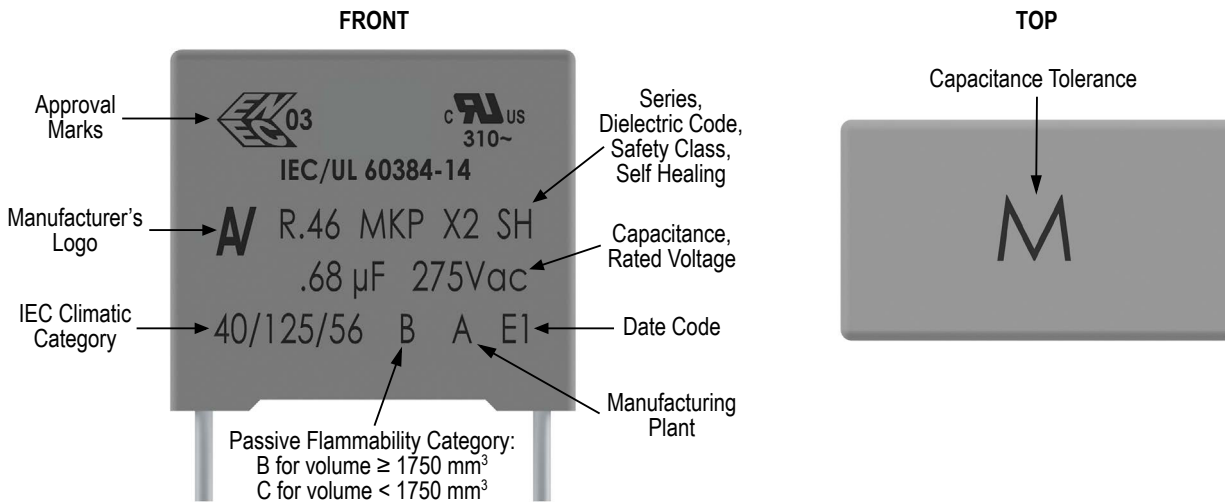 FRONT
TOP
Approval
Marks
EN
EC
03
C
US
310~
IEC/UL 60384-14
Series,
Dielectric Code,
Safety Class,
Self Healing
Capacitance Tolerance
Manufacturer's
Logo
R.46 MKP X2 SH
.68 µF 275Vac
Capacitance,
Rated Voltage
M
IEC Climatic
Category
40/125/56 B A E1
Date Code
Manufacturing
Plant
Passive Flammability Category:
B for volume ≥ 1750 mm³
C for volume < 1750 mm³